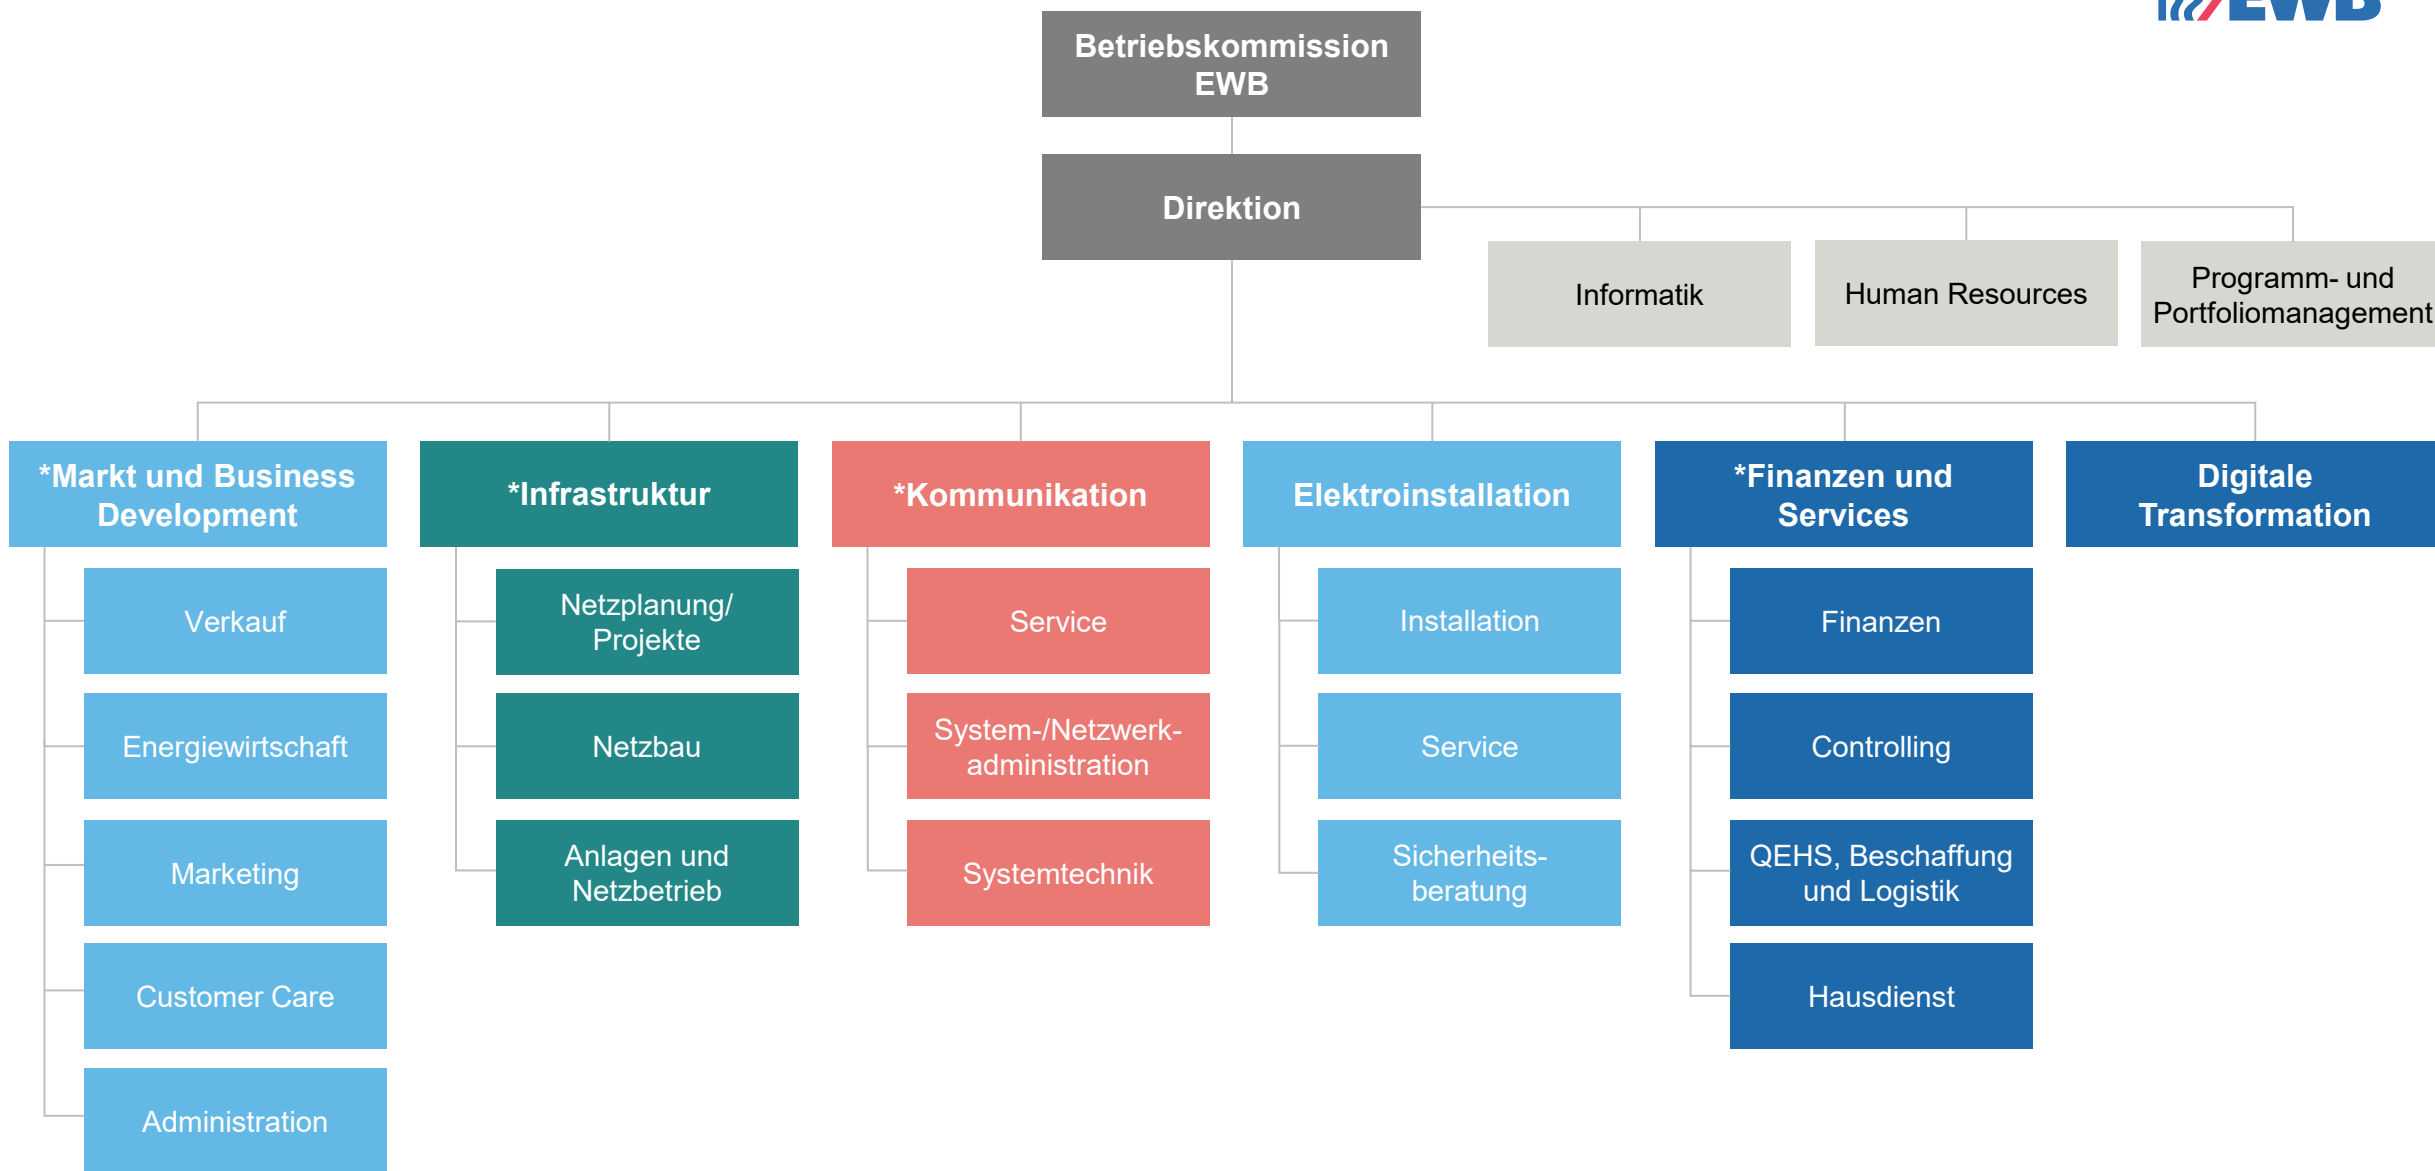 EWB
Betriebskommission
EWB
Direktion
Informatik
Human Resources
Programm- und
Portfoliomanagement
*Markt und Business
Development
*Infrastruktur
*Kommunikation
Elektroinstallation
*Finanzen und
Services
Digitale
Transformation
Verkauf
Energiewirtschaft
Marketing
Customer Care
Administration
Netzplanung/
Projekte
Netzbau
Anlagen und
Netzbetrieb
Service
System-/Netzwerk-
administration
Systemtechnik
Installation
Service
Sicherheits-
beratung
Finanzen
Controlling
QEHS, Beschaffung
und Logistik
Hausdienst